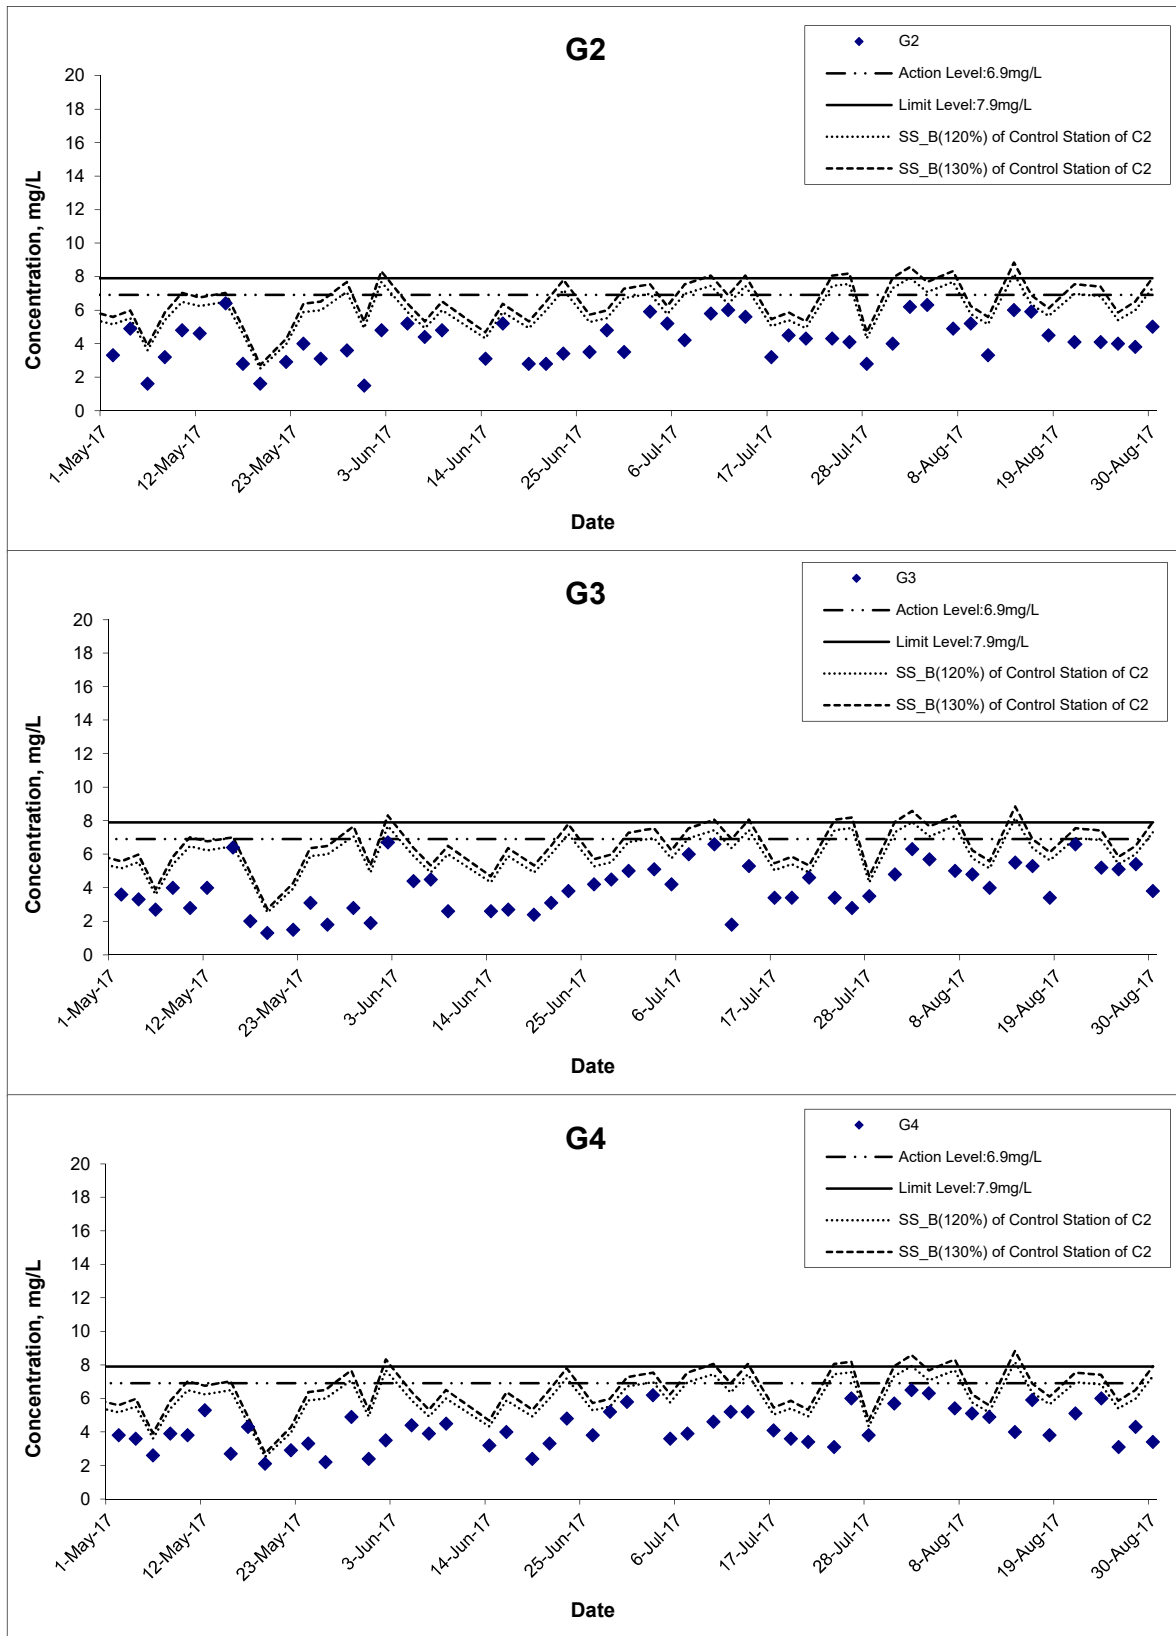 G2
G2
Action Level:6.9mg/L
Limit Level:7.9mg/L
SS_B(120%) of Control Station of C2
SS_B(130%) of Control Station of C2
Concentration, mg/L
20
18
16
14
12
10
8
6
4
2
0
1-May-17
12-May-17
23-May-17
3-Jun-17
14-Jun-17
25-Jun-17
6-Jul-17
17-Jul-17
28-Jul-17
8-Aug-17
19-Aug-17
30-Aug-17
Date
G3
G3
Action Level:6.9mg/L
Limit Level:7.9mg/L
SS_B(120%) of Control Station of C2
SS_B(130%) of Control Station of C2
Concentration, mg/L
20
18
16
14
12
10
8
6
4
2
0
1-May-17
12-May-17
23-May-17
3-Jun-17
14-Jun-17
25-Jun-17
6-Jul-17
17-Jul-17
28-Jul-17
8-Aug-17
19-Aug-17
30-Aug-17
Date
G4
G4
Action Level:6.9mg/L
Limit Level:7.9mg/L
SS_B(120%) of Control Station of C2
SS_B(130%) of Control Station of C2
Concentration, mg/L
20
18
16
14
12
10
8
6
4
2
0
1-May-17
12-May-17
23-May-17
3-Jun-17
14-Jun-17
25-Jun-17
6-Jul-17
17-Jul-17
28-Jul-17
8-Aug-17
19-Aug-17
30-Aug-17
Date